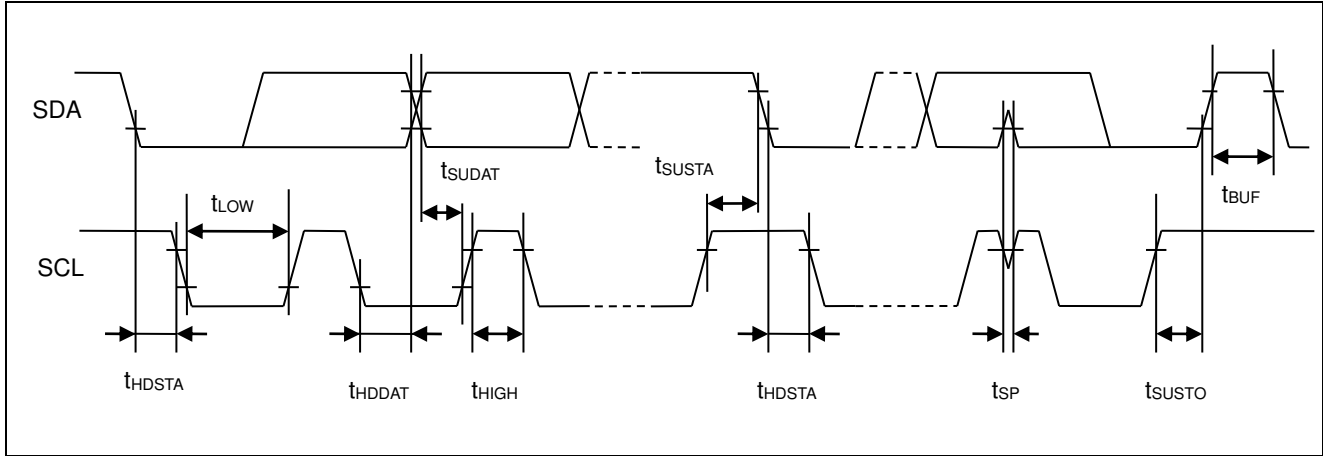 SDA
tSUDAT
tSUSTA
tBUF
tLOW
SCL
tHDSTA
tHDDAT
tHIGH
tHDSTA
tSP
tSUSTO